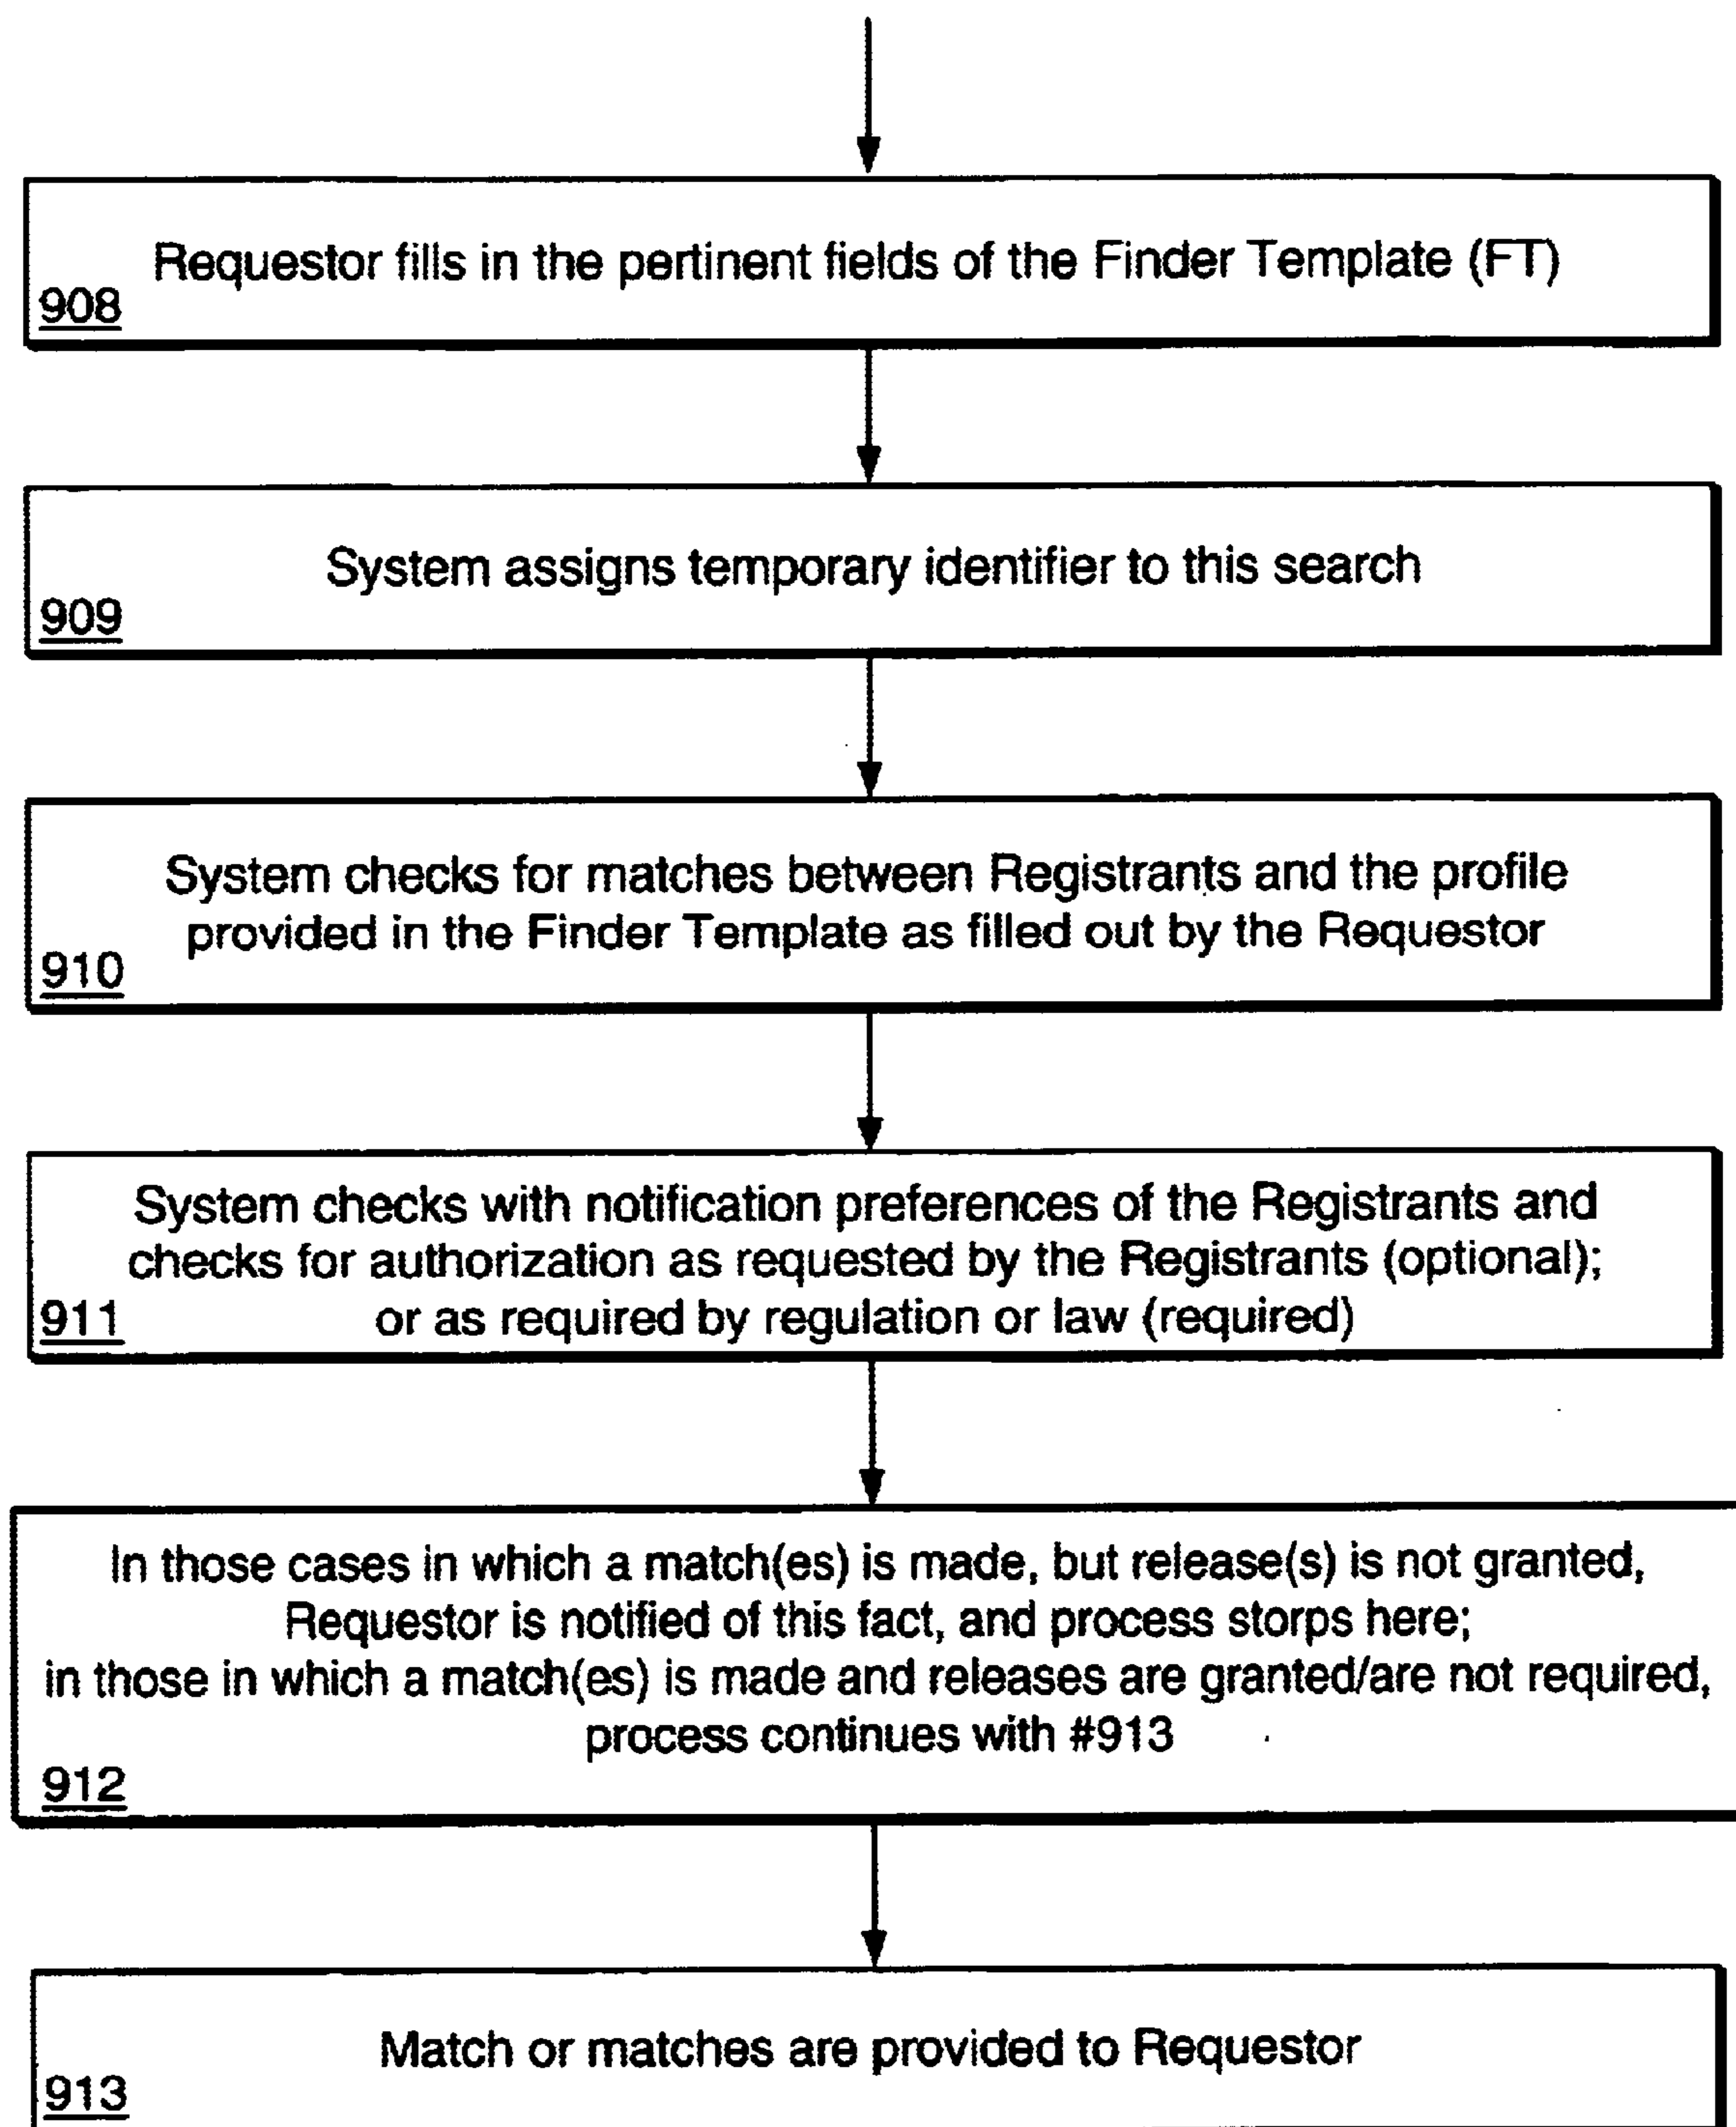 Requestor fills in the pertinent fields of the Finder Template (FT)
908
System assigns temporary identifier to this search
909
System checks for matches between Registrants and the profile
provided in the Finder Template as filled out by the Requestor
910
System checks with notification preferences of the Registrants and
checks for authorization as requested by the Registrants (optional);
or as required by regulation or law (required)
911
In those cases in which a match(es) is made, but release(s) is not granted,
Requestor is notified of this fact, and process storps here;
in those in which a match(es) is made and releases are granted/are not required,
process continues with #913
912
Match or matches are provided to Requestor
913